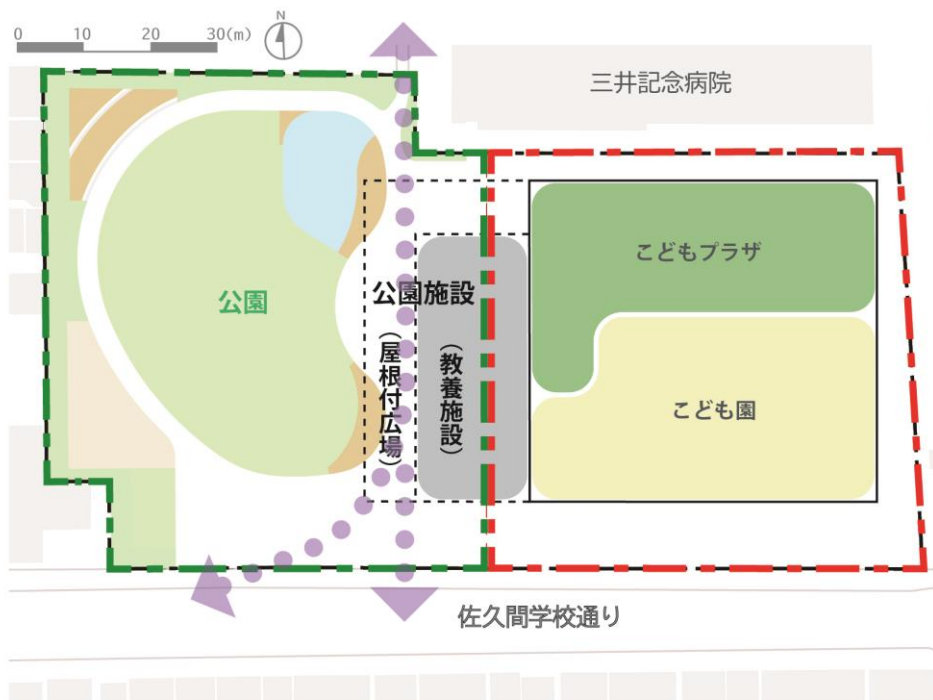 0 10 20 30(m)
N
三井記念病院
こどもプラザ
公園
公園施設
(屋根付広場)
(教養施設)
こども園
佐久間学校通り